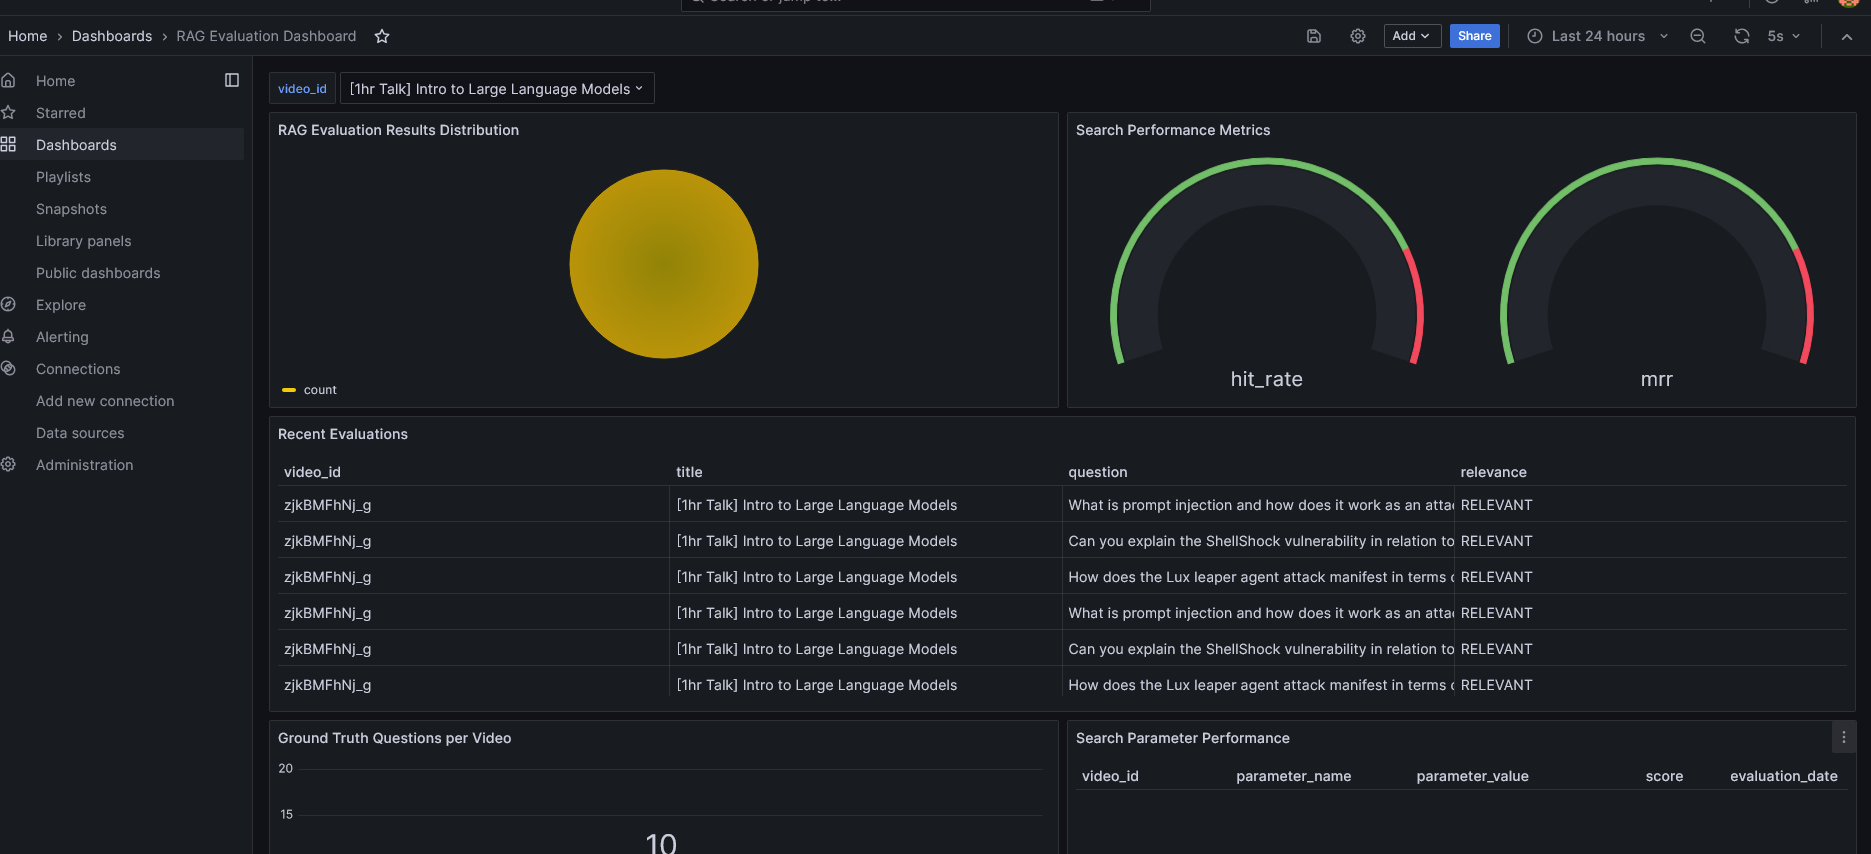 Search or jump to...
Home › Dashboards › RAG Evaluation Dashboard
Add
Share
Last 24 hours
5s
Home
Starred
Dashboards
Playlists
Snapshots
Library panels
Public dashboards
Explore
Alerting
Connections
Add new connection
Data sources
Administration
video_id [1hr Talk] Intro to Large Language Models
RAG Evaluation Results Distribution
count
Search Performance Metrics
hit_rate
mrr
Recent Evaluations
video_id title question relevance
zjkBMFhNj_g [1hr Talk] Intro to Large Language Models What is prompt injection and how does it work as an atta RELEVANT
zjkBMFhNj_g [1hr Talk] Intro to Large Language Models Can you explain the ShellShock vulnerability in relation to RELEVANT
zjkBMFhNj_g [1hr Talk] Intro to Large Language Models How does the Lux leaper agent attack manifest in terms RELEVANT
zjkBMFhNj_g [1hr Talk] Intro to Large Language Models What is prompt injection and how does it work as an atta RELEVANT
zjkBMFhNj_g [1hr Talk] Intro to Large Language Models Can you explain the ShellShock vulnerability in relation to RELEVANT
zjkBMFhNj_g [1hr Talk] Intro to Large Language Models How does the Lux leaper agent attack manifest in terms RELEVANT
Ground Truth Questions per Video
20
15
10
Search Parameter Performance
video_id parameter_name parameter_value score evaluation_date